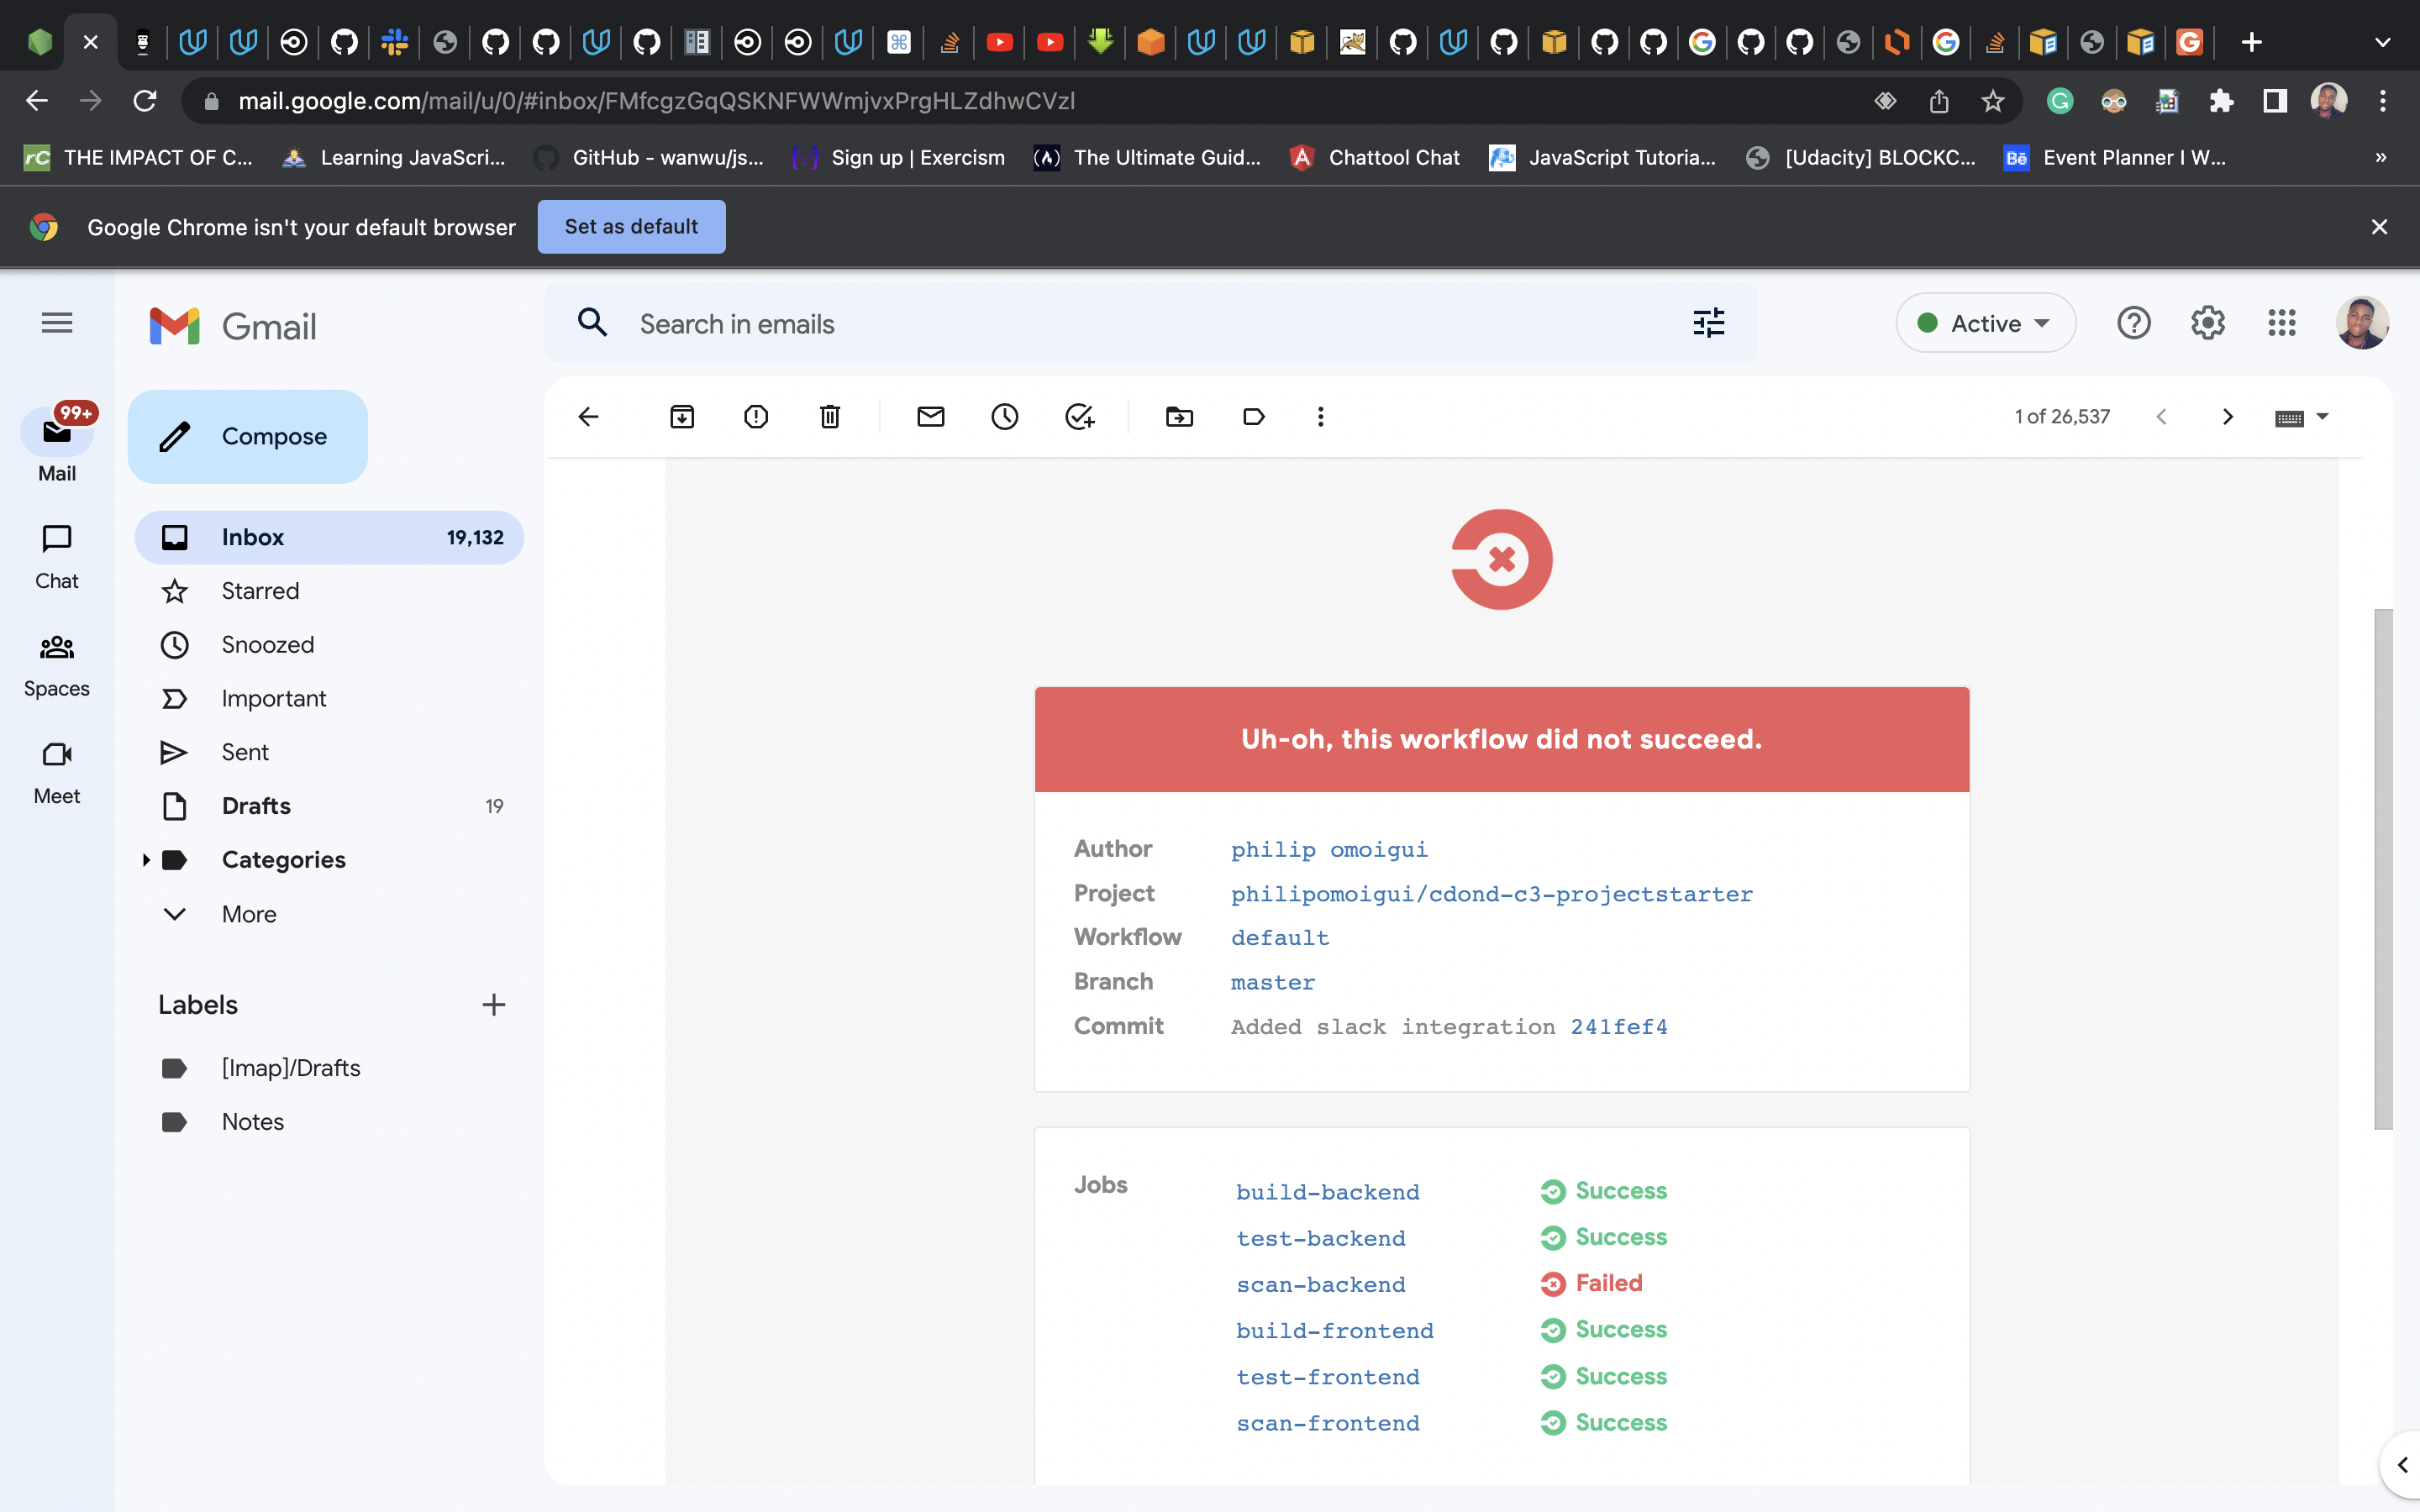 mail.google.com/mail/u/0/#inbox/FMfcgzGqQSKNFWWmjvxPrgHLZdhwCVzl
THE IMPACT OF C... Learning JavaScri... GitHub - wanwu/js... Sign up | Exercism The Ultimate Guid... Chattool Chat JavaScript Tutoria... [Udacity] BLOCKC... Event Planner I W... »
Google Chrome isn't your default browser Set as default
Gmail
Search in emails
Active
99+
Mail
Chat
Spaces
Meet
Compose
Inbox 19,132
Starred
Snoozed
Important
Sent
Drafts 19
Categories
More
Labels
[Imap]/Drafts
Notes
1 of 26,537
Uh-oh, this workflow did not succeed.
Author philip omoigui
Project philipomoigui/cdond-c3-projectstarter
Workflow default
Branch master
Commit Added slack integration 241fef4
Jobs build-backend Success
test-backend Success
scan-backend Failed
build-frontend Success
test-frontend Success
scan-frontend Success